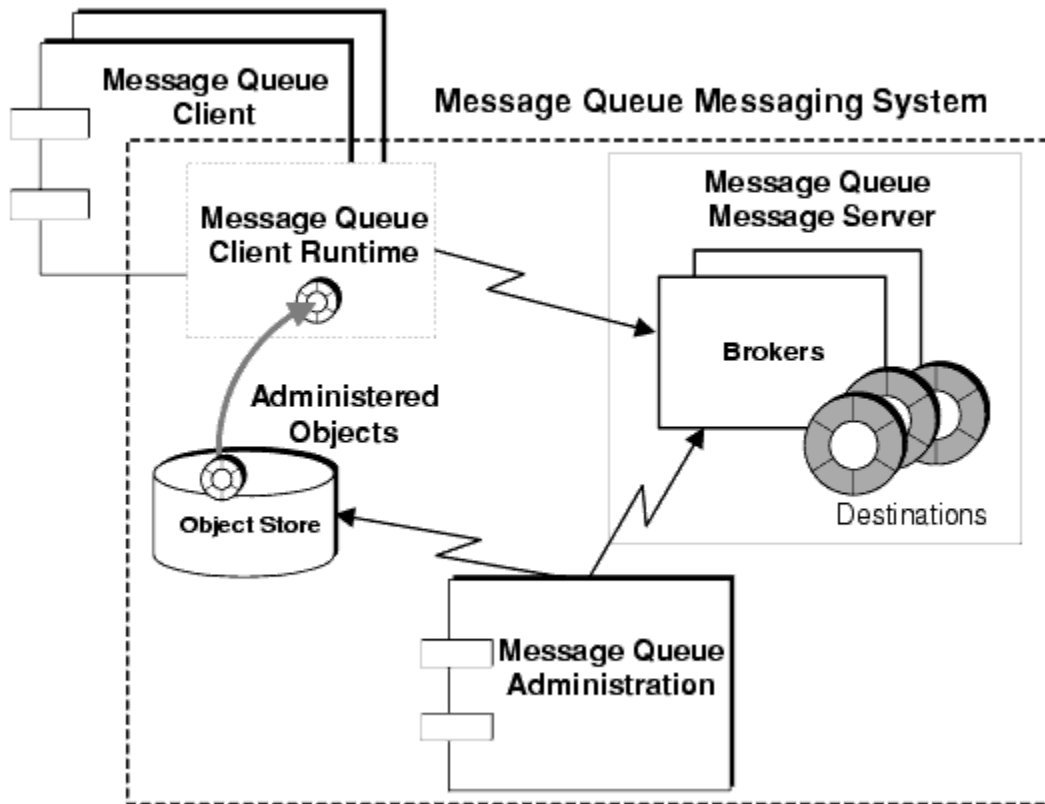 Message Queue
Client
Message Queue Messaging System
Message Queue
Message Server
Message Queue
Client Runtime
Brokers
Administered
Objects
Object Store
Destinations
Message Queue
Administration